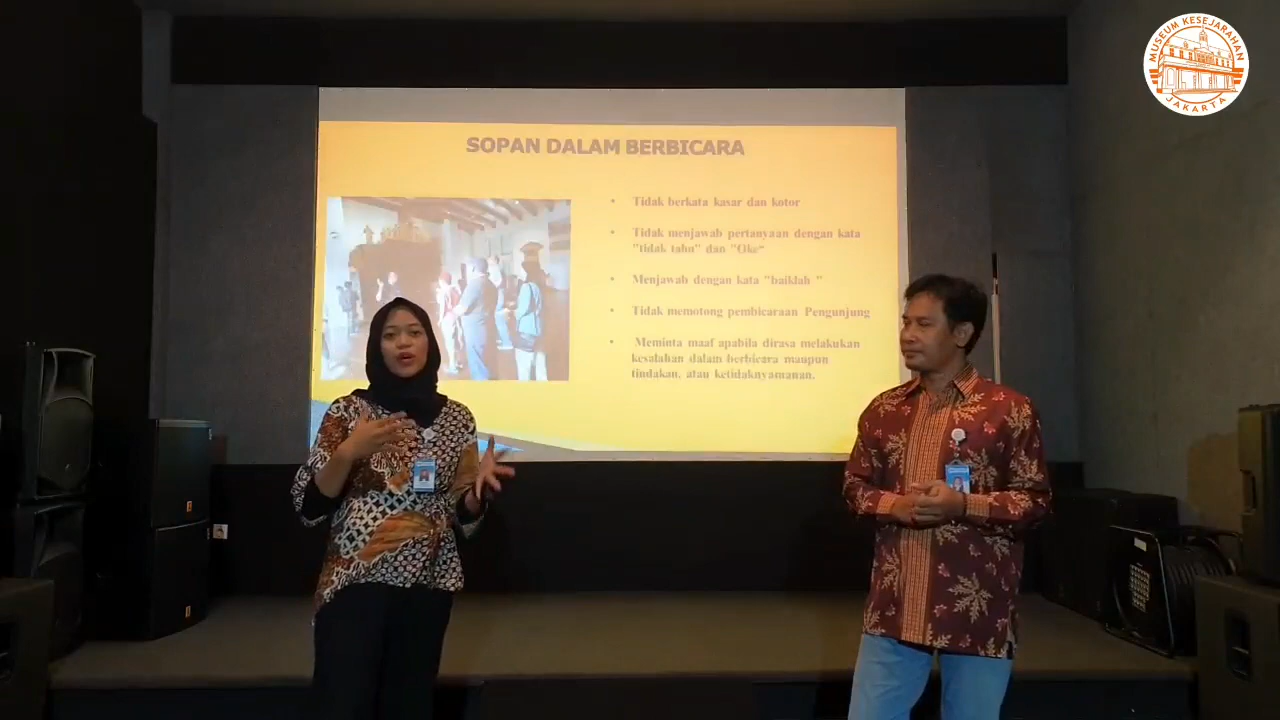 MUSEUM KESEJARAHAN
JAKARTA
SOPAN DALAM BERBICARA
• Tidak berkata kasar dan kotor
• Tidak menjawab pertanyaan dengan kata
"tidak tahu" dan "Oke"
• Menjawab dengan kata "baiklah "
• Tidak memotong pembicaraan Pengunjung
• Meminta maaf apabila dirasa melakukan
kesalahan dalam berbicara maupun
tindakan, atau ketidaknyamanan.